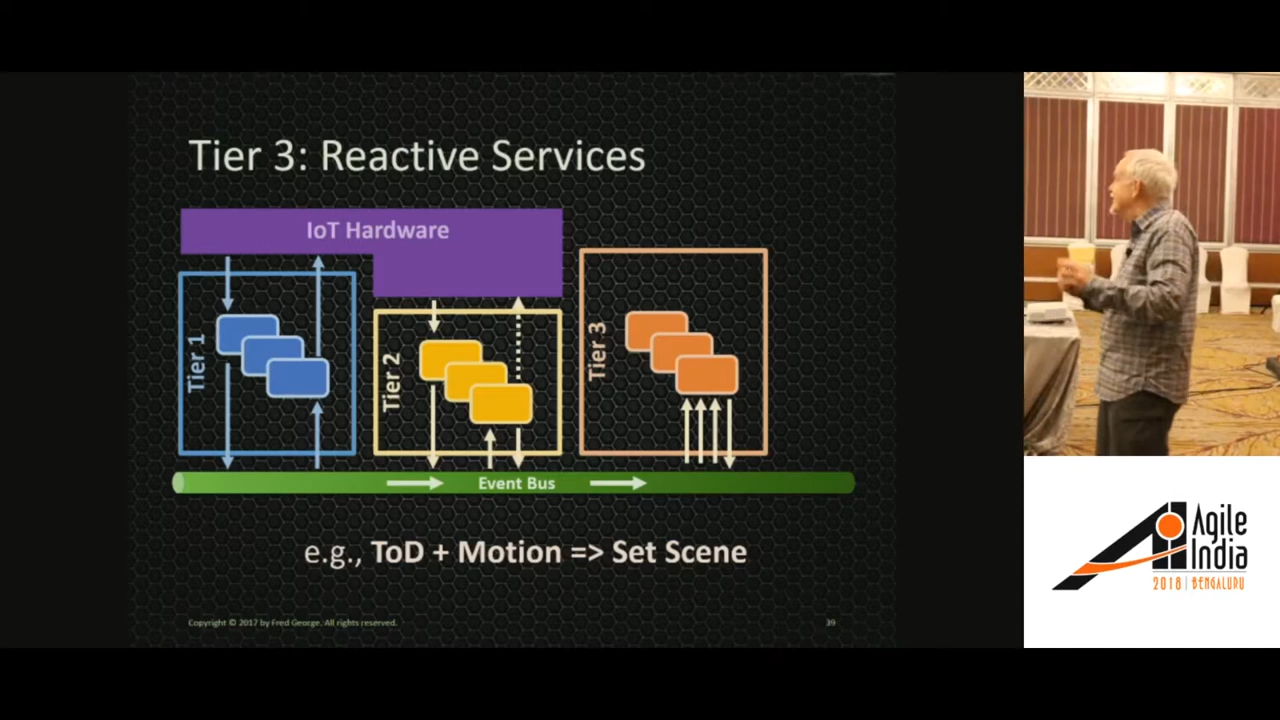 Tier 3: Reactive Services
IoT Hardware
Tier 1
Tier 2
Tier 3
Event Bus
e.g., ToD + Motion => Set Scene
Copyright © 2017 by Fred George. All rights reserved.
39
Agile
India
2018 | BENGALURU